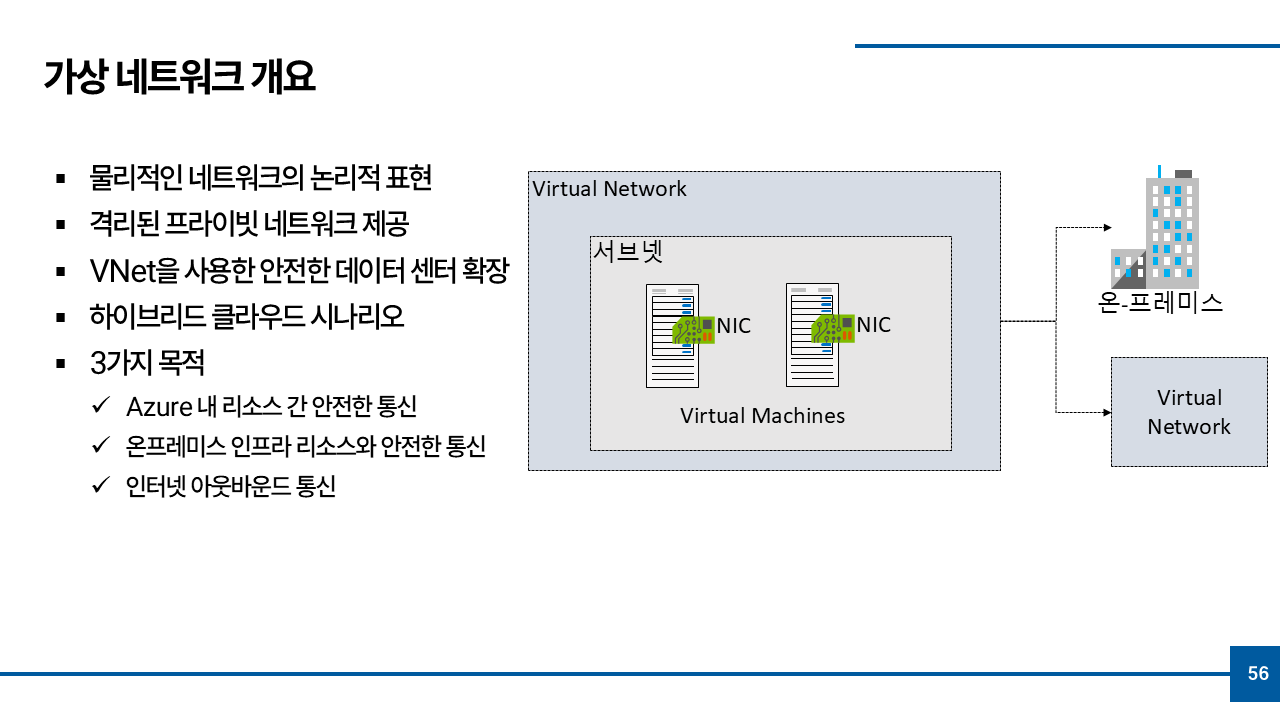 가상 네트워크 개요
▪ 물리적인 네트워크의 논리적 표현
▪ 격리된 프라이빗 네트워크 제공
▪ VNet을 사용한 안전한 데이터 센터 확장
▪ 하이브리드 클라우드 시나리오
▪ 3가지 목적
✓ Azure 내 리소스 간 안전한 통신
✓ 온프레미스 인프라 리소스와 안전한 통신
✓ 인터넷 아웃바운드 통신
Virtual Network
서브넷
NIC
NIC
Virtual Machines
온-프레미스
Virtual
Network
56